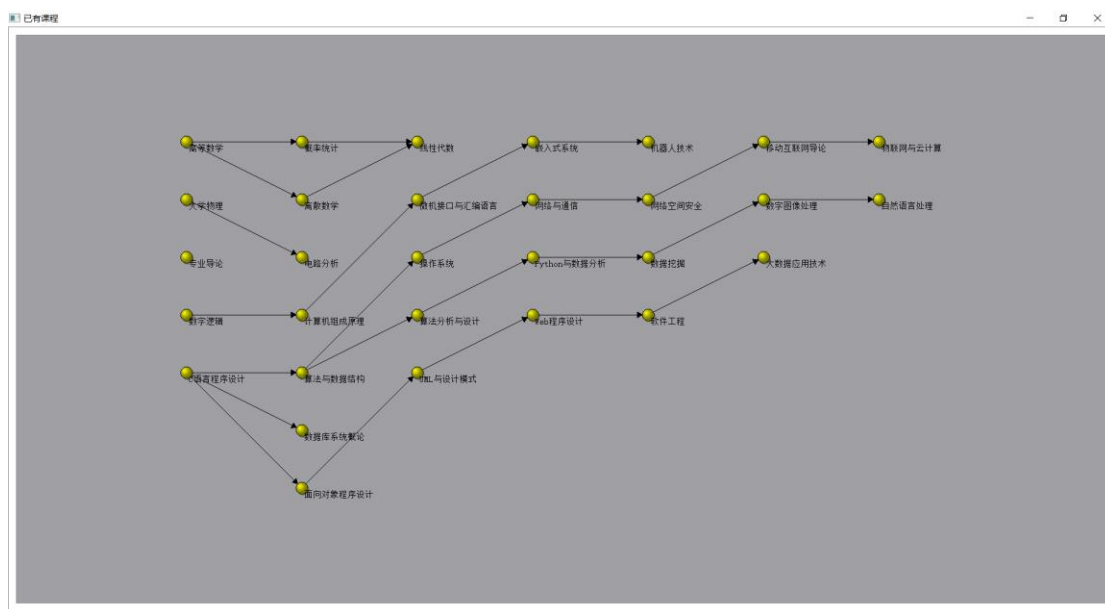 已有课程
高等数学
概率统计
线性代数
嵌入式系统
机器人技术
移动互联网导论
物联网与云计算
大学物理
离散数学
微机接口与汇编语言
网络与通信
网络空间安全
数字图像处理
自然语言处理
专业导论
电路分析
操作系统
Python与数据分析
数据挖掘
大数据应用技术
数字逻辑
计算机组成原理
算法分析与设计
Web程序设计
软件工程
C语言程序设计
算法与数据结构
UML与设计模式
数据库系统概论
面向对象程序设计